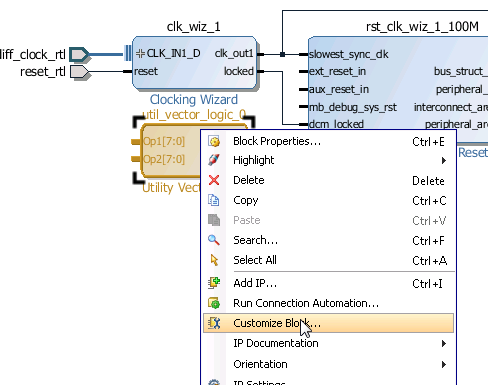 clk_wiz_1
rst_clk_wiz_1_100M
liff_clock_rtl
CLK_IN1_D
clk_out1
slowest_sync_clk
reset_rtl
reset
locked
ext_reset_in
bus_struct_
aux_reset_in
peripheral_
Clocking Wizard
mb_debug_sys_rst
interconnect_ar
util_vector_logic_0
dcm_locked
peripheral_ar
Op1[7:0]
Op2[7:0]
Reset
Utility Vect
Block Properties... Ctrl+E
Highlight
Delete Delete
Copy Ctrl+C
Paste Ctrl+V
Search... Ctrl+F
Select All Ctrl+A
Add IP... Ctrl+I
Run Connection Automation...
Customize Block...
IP Documentation
Orientation
IP Settings